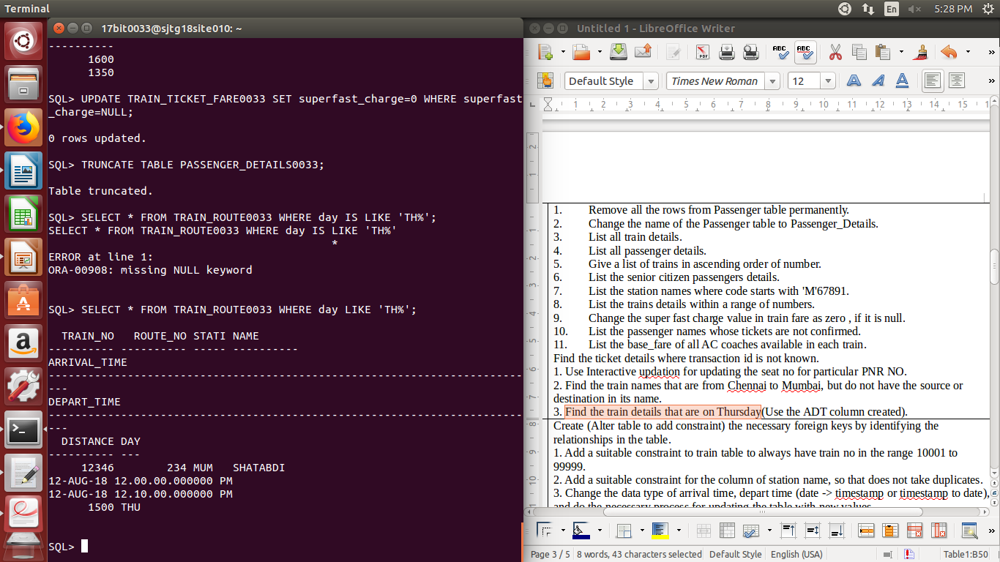 Terminal
En
5:28 PM
17bit0033@sjtg18site010: ~
----------
1600
1350
SQL> UPDATE TRAIN_TICKET_FARE0033 SET superfast_charge=0 WHERE superfast
_charge=NULL;
0 rows updated.
SQL> TRUNCATE TABLE PASSENGER_DETAILS0033;
Table truncated.
SQL> SELECT * FROM TRAIN_ROUTE0033 WHERE day IS LIKE 'TH%';
SELECT * FROM TRAIN_ROUTE0033 WHERE day IS LIKE 'TH%'
*
ERROR at line 1:
ORA-00908: missing NULL keyword
SQL> SELECT * FROM TRAIN_ROUTE0033 WHERE day LIKE 'TH%';
TRAIN_NO   ROUTE_NO STATI NAME
---------- ---------- ----- ----------
ARRIVAL_TIME
------------------------------------------------------------------------
---
DEPART_TIME
------------------------------------------------------------------------
---
DISTANCE DAY
---------- ---
12346        234 MUM   SHATABDI
12-AUG-18 12.00.00.000000 PM
12-AUG-18 12.10.00.000000 PM
1500 THU
SQL>
Untitled 1 - LibreOffice Writer
Default Style
Times New Roman
12
1 2 3 4 5 6 7 8 9 10 11 12 13 14 15 1
1. Remove all the rows from Passenger table permanently.
2. Change the name of the Passenger table to Passenger_Details.
3. List all train details.
4. List all passenger details.
5. Give a list of trains in ascending order of number.
6. List the senior citizen passengers details.
7. List the station names where code starts with 'M'67891.
8. List the trains details within a range of numbers.
9. Change the super fast charge value in train fare as zero , if it is null.
10. List the passenger names whose tickets are not confirmed.
11. List the base_fare of all AC coaches available in each train.
Find the ticket details where transaction id is not known.
1. Use Interactive updation for updating the seat no for particular PNR NO.
2. Find the train names that are from Chennai to Mumbai, but do not have the source or
destination in its name.
3. Find the train details that are on Thursday(Use the ADT column created).
Create (Alter table to add constraint) the necessary foreign keys by identifying the
relationships in the table.
1. Add a suitable constraint to train table to always have train no in the range 10001 to
99999.
2. Add a suitable constraint for the column of station name, so that does not take duplicates.
3. Change the data type of arrival time, depart time (date -> timestamp or timestamp to date),
and do the necessary process for updating the table with new values.
Page 3 / 5
8 words, 43 characters selected
Default Style
English (USA)
Table1:B50